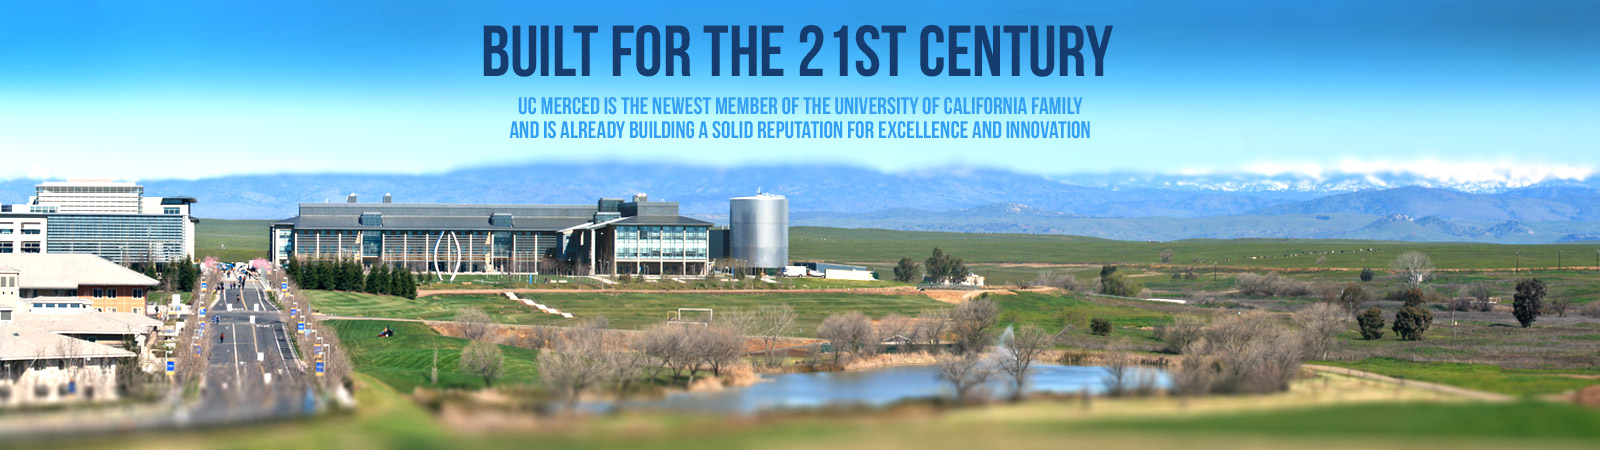 BUILT FOR THE 21ST CENTURY
UC MERCED IS THE NEWEST MEMBER OF THE UNIVERSITY OF CALIFORNIA FAMILY
AND IS ALREADY BUILDING A SOLID REPUTATION FOR EXCELLENCE AND INNOVATION